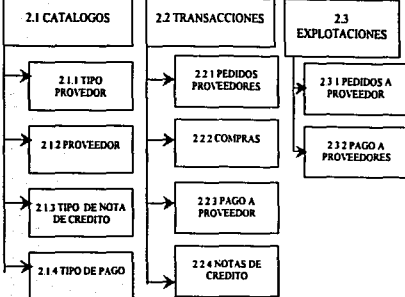 2.1 CATALOGOS
2.1.1 TIPO
PROVEDOR
2 1 2 PROVEEDOR
2.1.3 TIPO DE NOTA
DE CREDITO
2.1.4 TIPO DE PAGO
2.2 TRANSACCIONES
2 2 1 PEDIDOS
PROVEEDORES
2 2 2 COMPRAS
2 2 3 PAGO A
PROVEEDOR
2 2 4 NOTAS DE
CREDITO
2.3
EXPLOTACIONES
2 3 1 PEDIDOS A
PROVEEDOR
2 3 2 PAGO A
PROVEEDORES